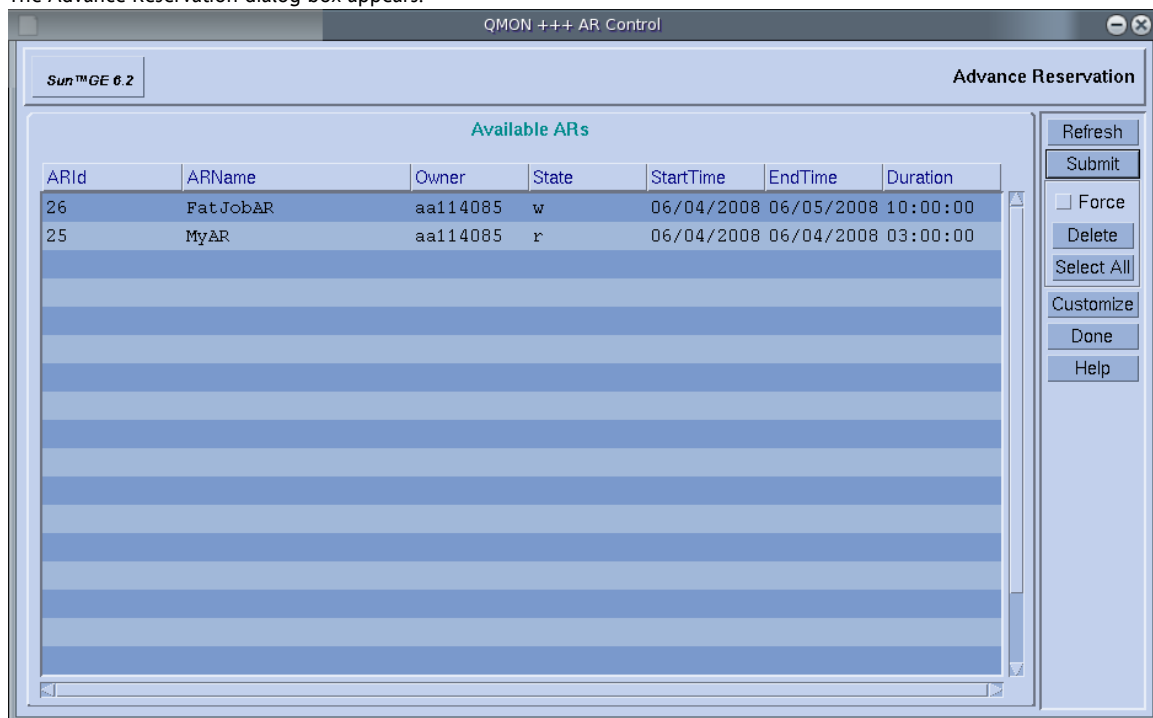 The Advance Reservation dialog box appears.
QMON +++ AR Control
Sun™GE 6.2
Advance Reservation
Available ARs
ARId ARName Owner State StartTime EndTime Duration
26 FatJobAR aa114085 w 06/04/2008 06/05/2008 10:00:00
25 MyAR aa114085 r 06/04/2008 06/04/2008 03:00:00
Refresh
Submit
Force
Delete
Select All
Customize
Done
Help